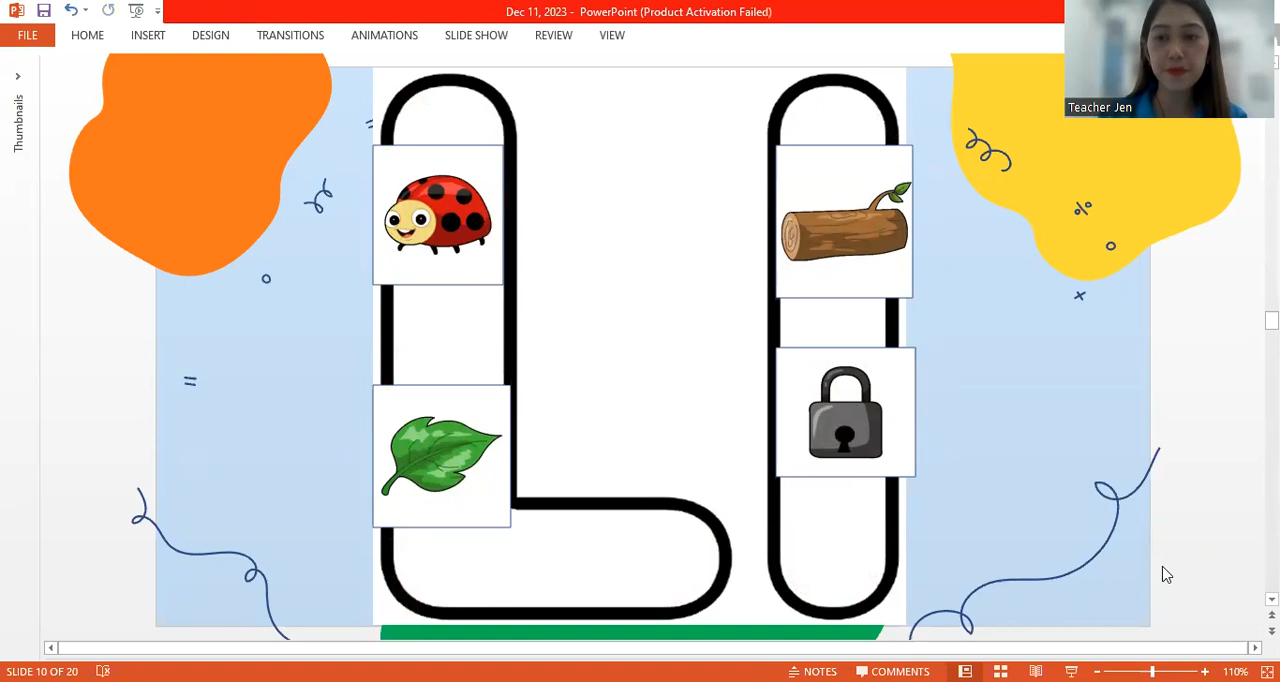 Dec 11, 2023 - PowerPoint (Product Activation Failed)
FILE HOME INSERT DESIGN TRANSITIONS ANIMATIONS SLIDE SHOW REVIEW VIEW
Teacher Jen
Thumbnails
Ll
SLIDE 10 OF 20 NOTES COMMENTS 110%